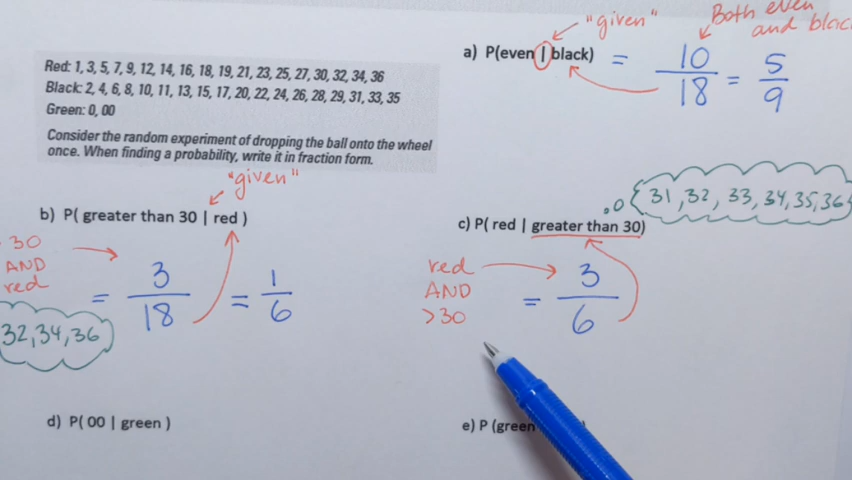 "given"
Both even
and black
a) P(even | black) = 10/18 = 5/9
Red: 1, 3, 5, 7, 9, 12, 14, 16, 18, 19, 21, 23, 25, 27, 30, 32, 34, 36
Black: 2, 4, 6, 8, 10, 11, 13, 15, 17, 20, 22, 24, 26, 28, 29, 31, 33, 35
Green: 0, 00
Consider the random experiment of dropping the ball onto the wheel
once. When finding a probability, write it in fraction form.
"given"
b) P( greater than 30 | red )
30
AND
red
= 3/18 = 1/6
32,34,36
31,32,33,34,35,36
c) P( red | greater than 30)
red
AND
>30
= 3/6
d) P( 00 | green )
e) P (green